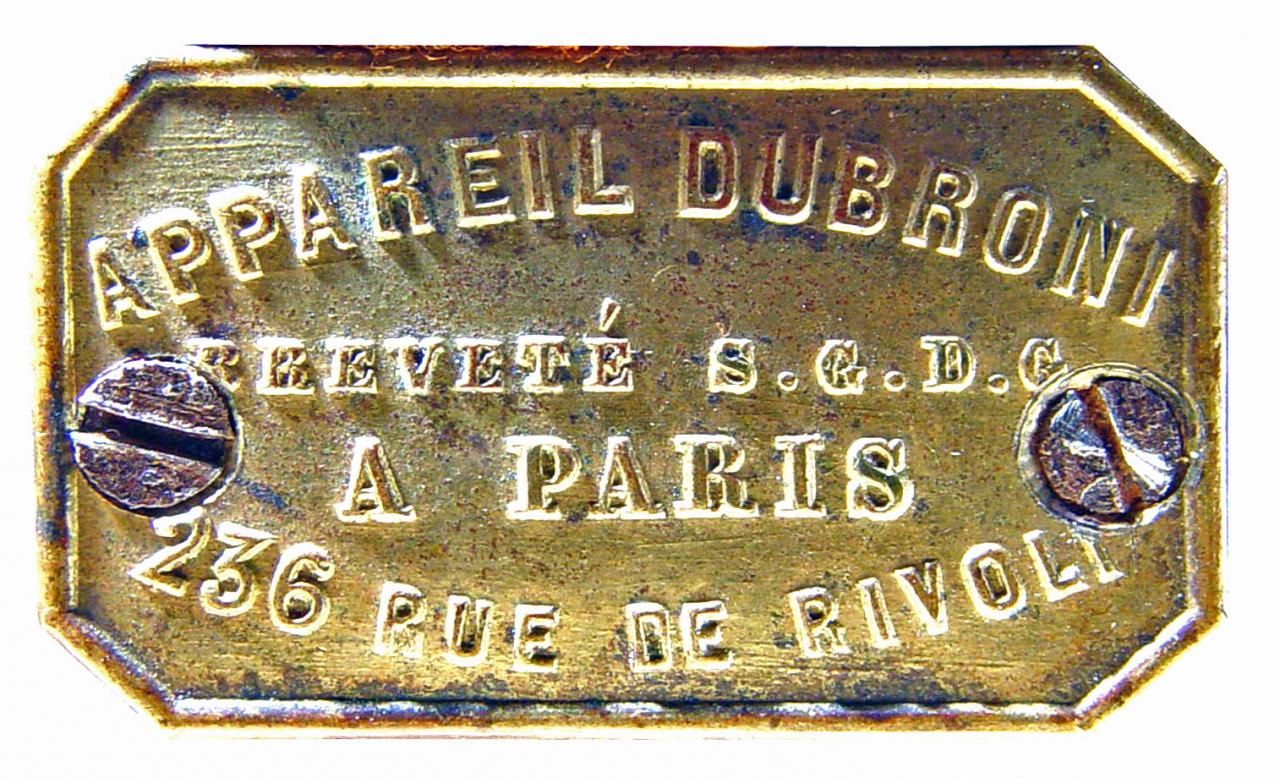 APPAREIL DUBRONI
BREVETÉ S.G.D.G
A PARIS
236 RUE DE RIVOLI